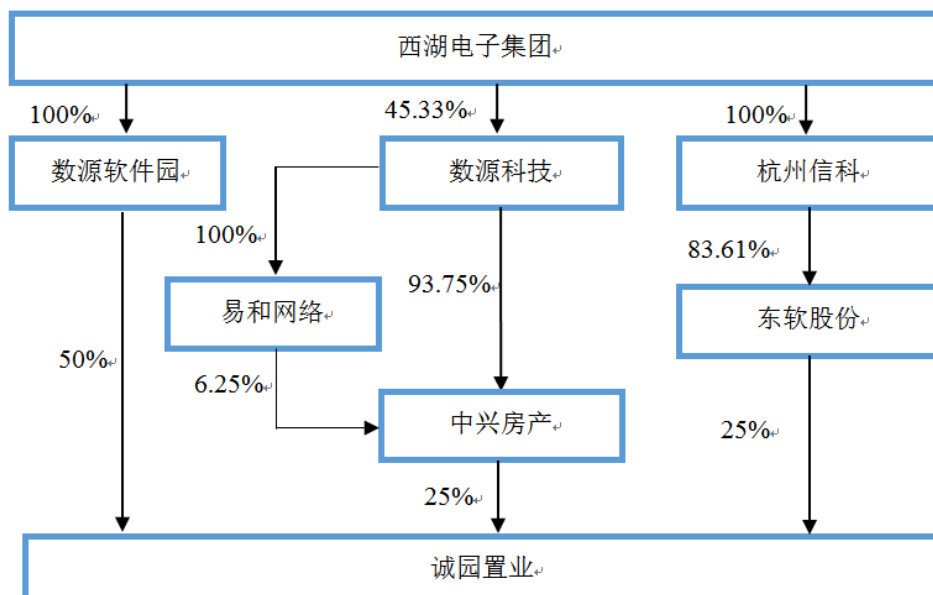 西湖电子集团
100%
45.33%
100%
数源软件园
数源科技
杭州信科
100%
93.75%
83.61%
易和网络
东软股份
50%
6.25%
中兴房产
25%
25%
诚园置业